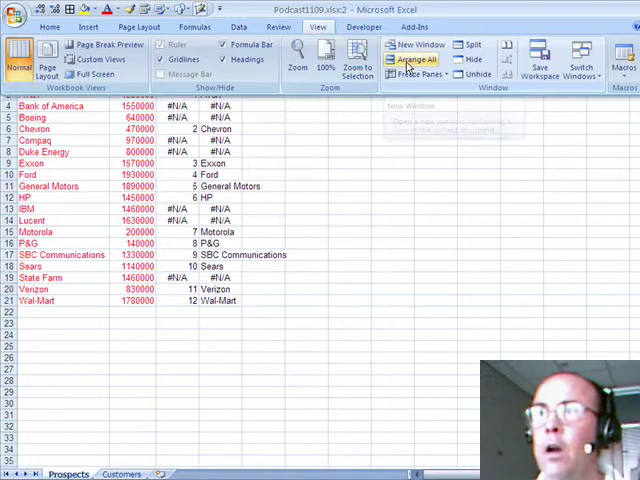 Podcast1109.xlsx:2 - Microsoft Excel
Home Insert Page Layout Formulas Data Review View Developer Add-Ins
Normal
Page Layout
Page Break Preview
Custom Views
Full Screen
Workbook Views
Ruler
Formula Bar
Gridlines
Headings
Message Bar
Show/Hide
Zoom
100%
Zoom to Selection
Zoom
New Window
Arrange All
Freeze Panes
Split
Hide
Unhide
Save Workspace
Switch Windows
Window
Macros
Macros
New Window
4 Bank of America 1550000 #N/A #N/A
5 Boeing 640000 #N/A #N/A
6 Chevron 470000 2 Chevron
7 Compaq 970000 #N/A #N/A
8 Duke Energy 800000 #N/A #N/A
9 Exxon 1570000 3 Exxon
10 Ford 1930000 4 Ford
11 General Motors 1890000 5 General Motors
12 HP 1450000 6 HP
13 IBM 1460000 #N/A #N/A
14 Lucent 1630000 #N/A #N/A
15 Motorola 200000 7 Motorola
16 P&G 140000 8 P&G
17 SBC Communications 1330000 9 SBC Communications
18 Sears 1140000 10 Sears
19 State Farm 1460000 #N/A #N/A
20 Verizon 830000 11 Verizon
21 Wal-Mart 1780000 12 Wal-Mart
22
23
24
25
26
27
28
29
30
31
32
33
34
35
Prospects Customers